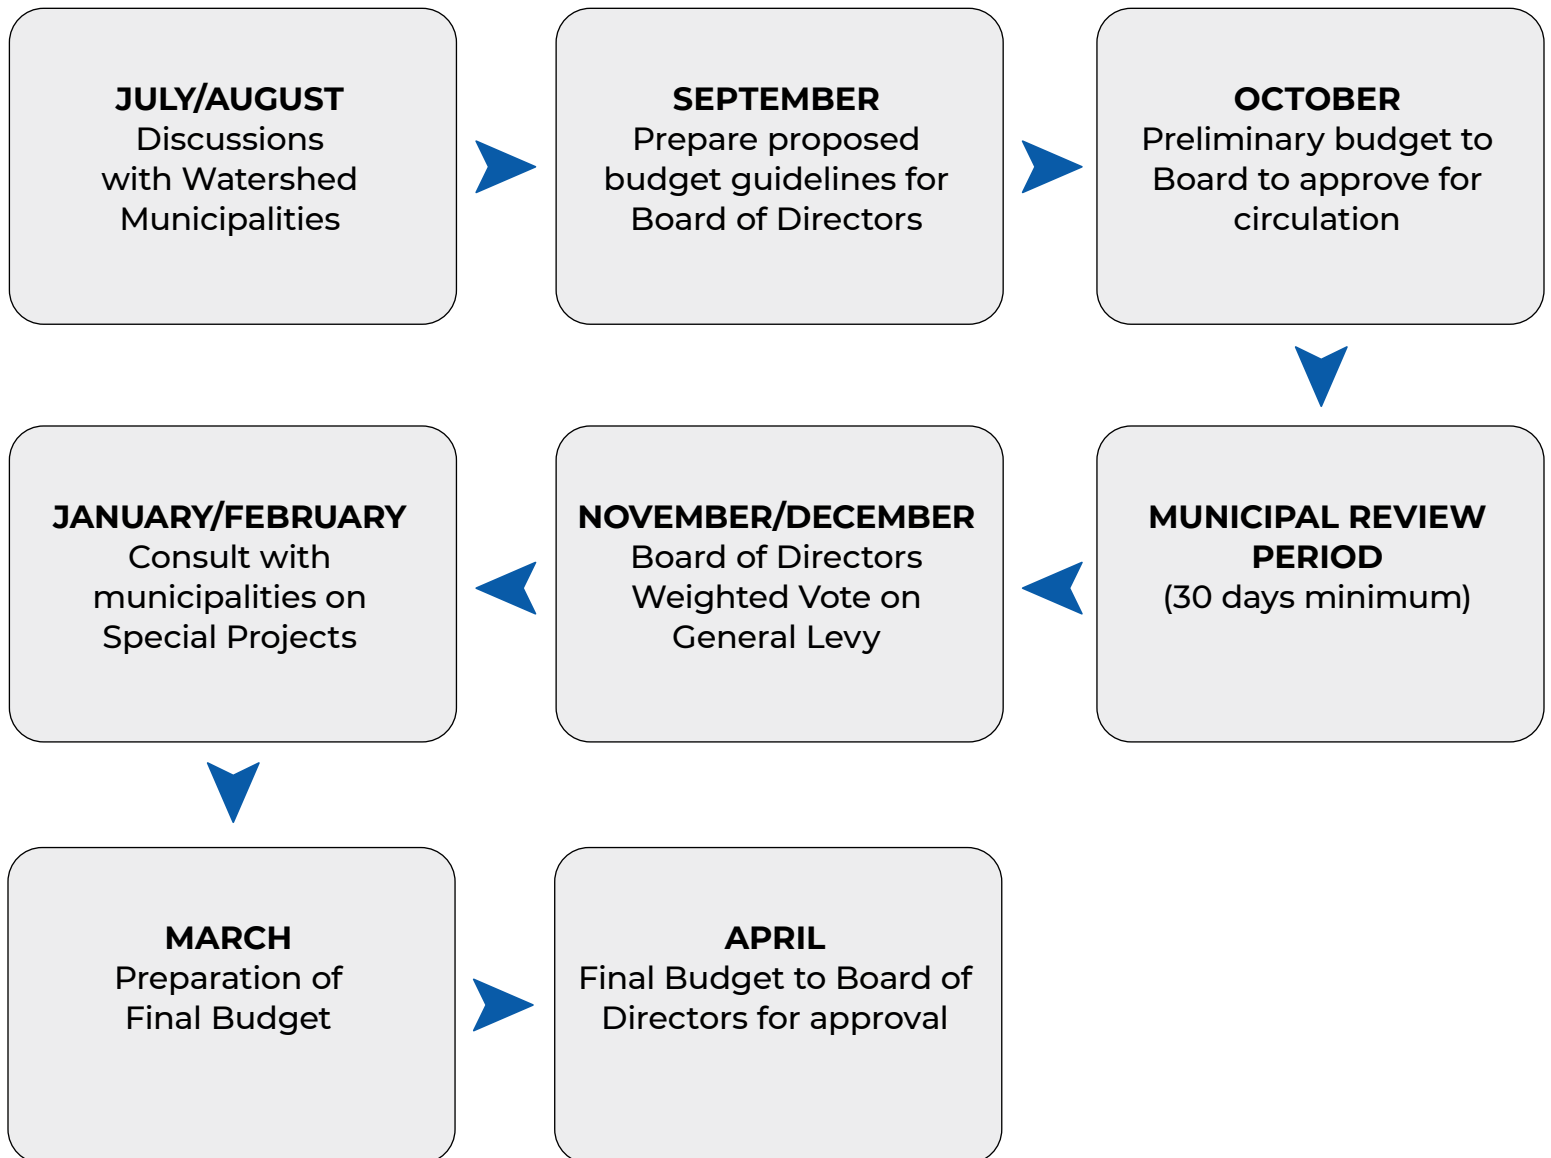 JULY/AUGUST
Discussions
with Watershed
Municipalities
SEPTEMBER
Prepare proposed
budget guidelines for
Board of Directors
OCTOBER
Preliminary budget to
Board to approve for
circulation
MUNICIPAL REVIEW
PERIOD
(30 days minimum)
NOVEMBER/DECEMBER
Board of Directors
Weighted Vote on
General Levy
JANUARY/FEBRUARY
Consult with
municipalities on
Special Projects
MARCH
Preparation of
Final Budget
APRIL
Final Budget to Board of
Directors for approval